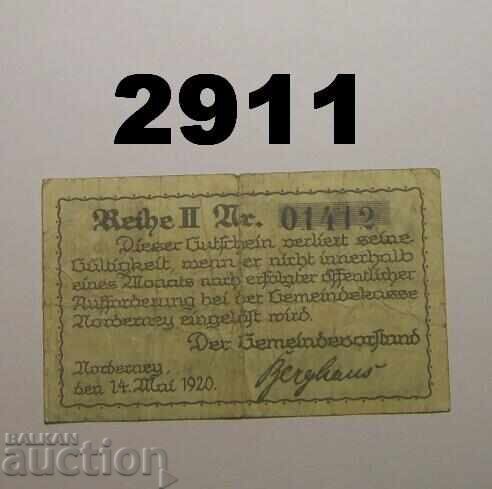 2911
Reihe II Nr. 01412
Dieser Gutschein verliert seine
Gültigkeit, wenn er nicht innerhalb
eines Monats nach erfolgter öffentlicher
Aufforderung bei der Gemeindekasse
Norderney eingelöst wird.
Der Gemeindevorstand
Norderney,
den 14. Mai 1920.
Berghaus
BALKAN
auction